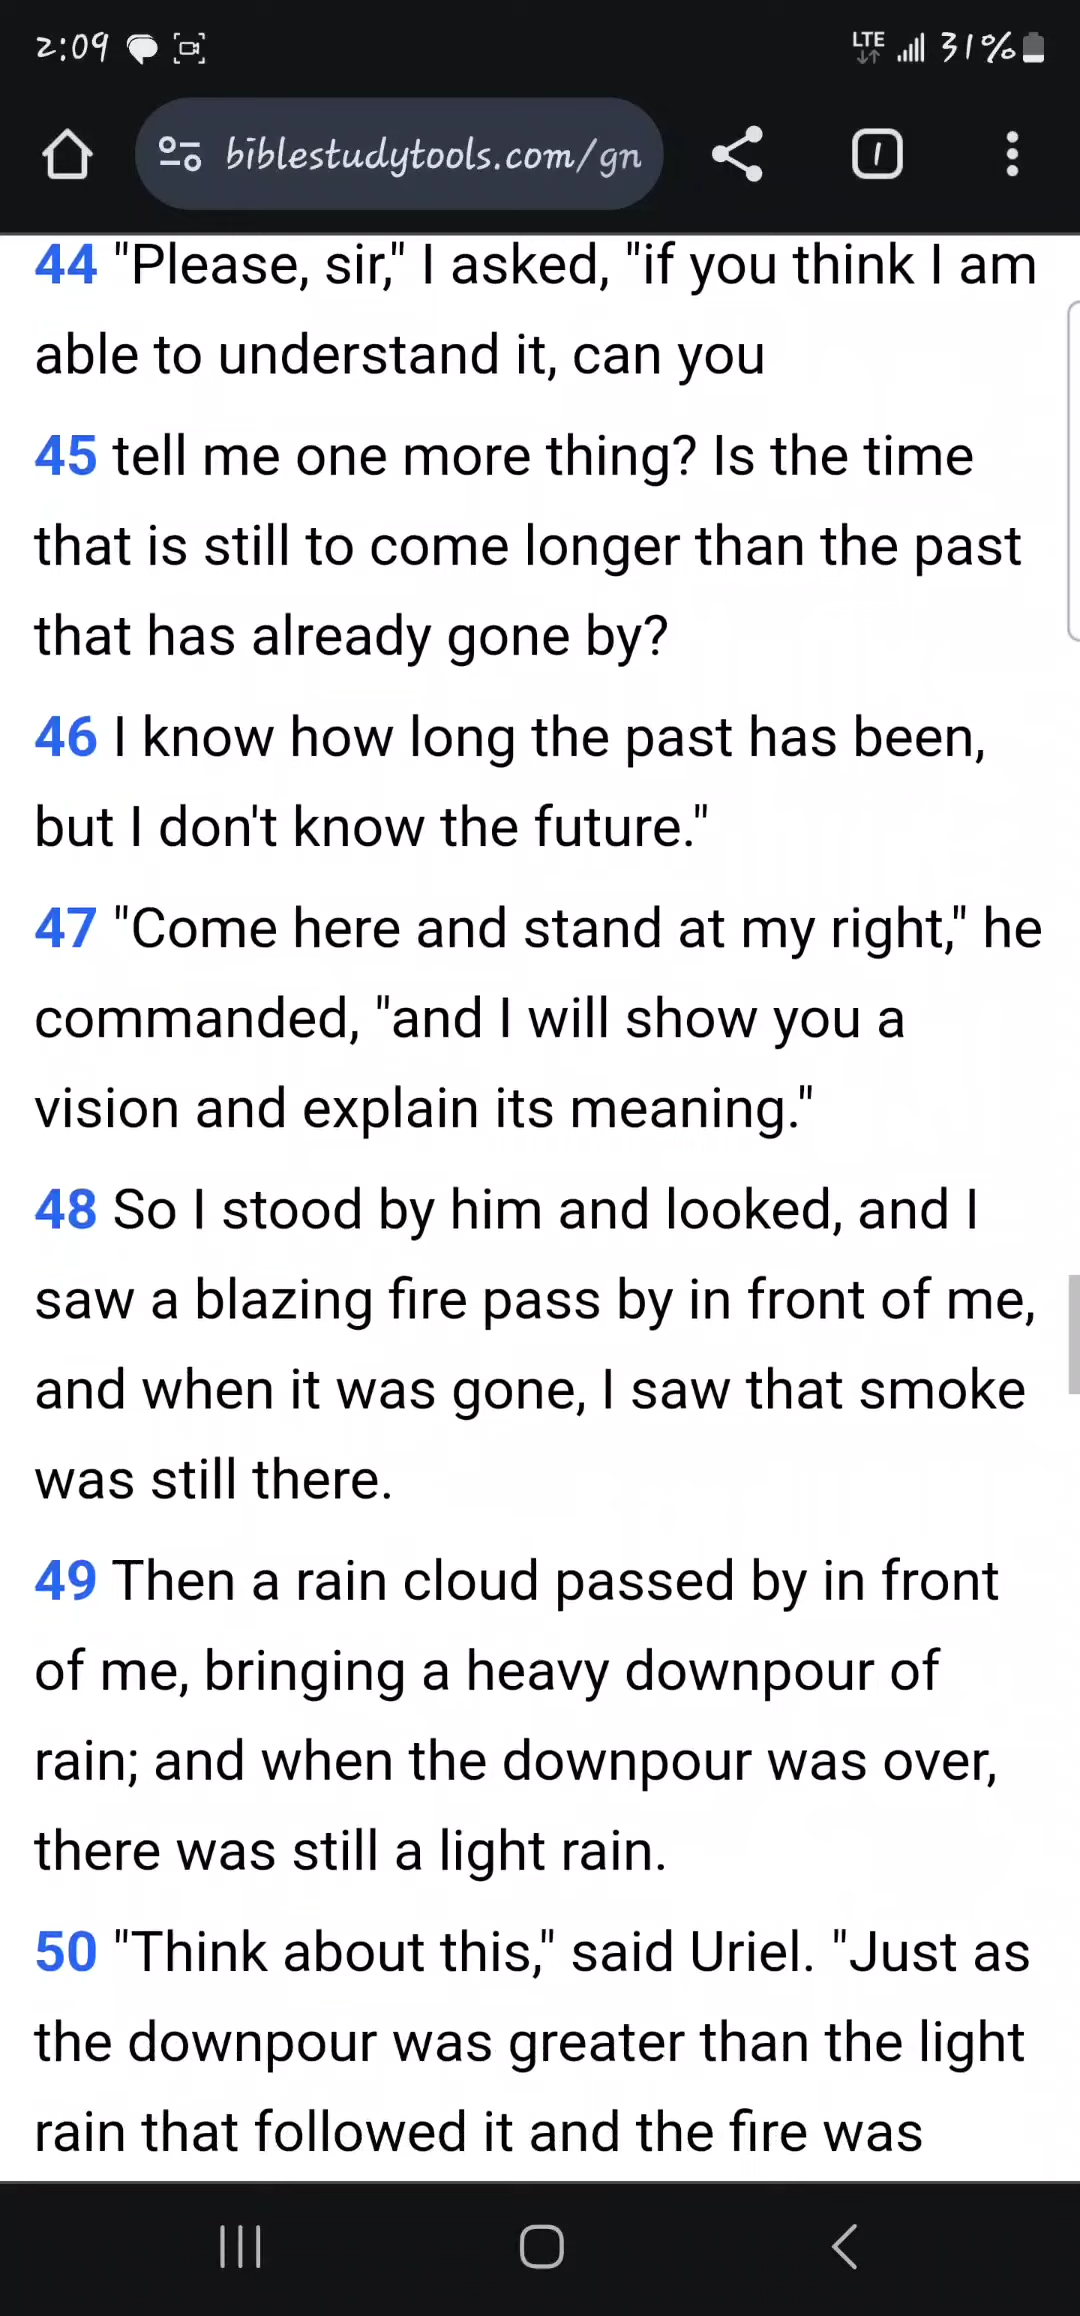 2:09
LTE 31%
biblestudytools.com/gn
1
44 "Please, sir," I asked, "if you think I am
able to understand it, can you
45 tell me one more thing? Is the time
that is still to come longer than the past
that has already gone by?
46 I know how long the past has been,
but I don't know the future."
47 "Come here and stand at my right," he
commanded, "and I will show you a
vision and explain its meaning."
48 So I stood by him and looked, and I
saw a blazing fire pass by in front of me,
and when it was gone, I saw that smoke
was still there.
49 Then a rain cloud passed by in front
of me, bringing a heavy downpour of
rain; and when the downpour was over,
there was still a light rain.
50 "Think about this," said Uriel. "Just as
the downpour was greater than the light
rain that followed it and the fire was